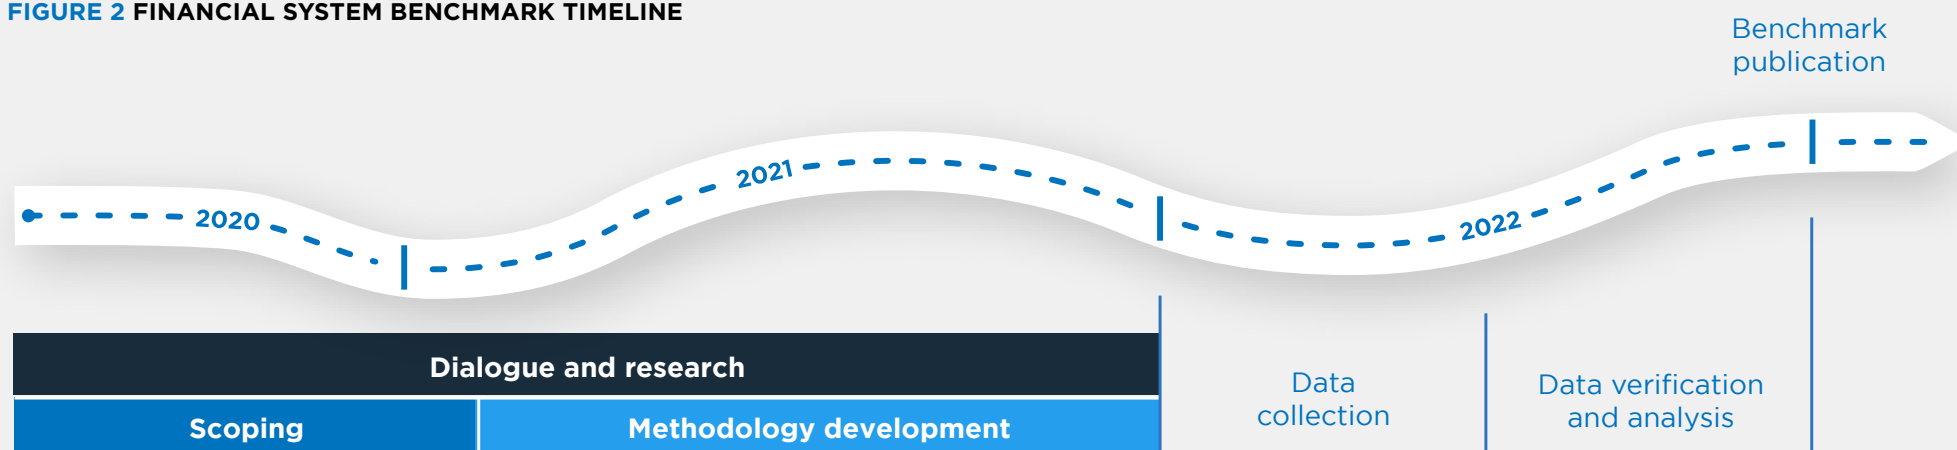 FIGURE 2 FINANCIAL SYSTEM BENCHMARK TIMELINE
Benchmark
publication
2020
2021
2022
Dialogue and research
Scoping
Methodology development
Data
collection
Data verification
and analysis